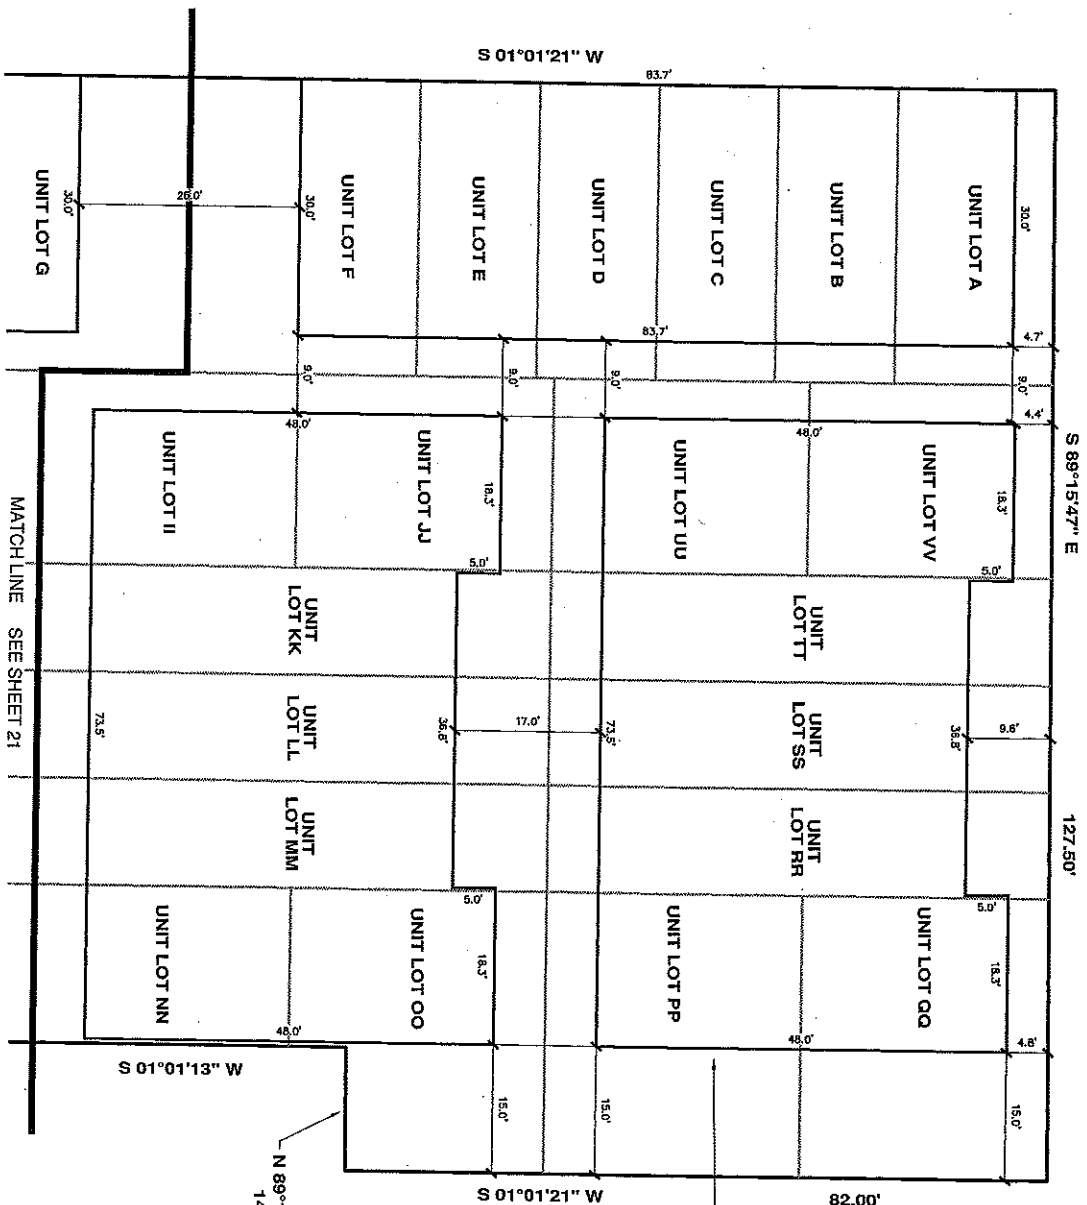 S 01°01'21" W
83.7'
UNIT LOT A
UNIT LOT B
UNIT LOT C
UNIT LOT D
UNIT LOT E
UNIT LOT F
UNIT LOT G
30.0'
30.0'
30.0'
26.0'
83.7'
4.7'
9.0'
9.0'
9.0'
9.0'
4.4'
S 89°15'47" E
127.50'
48.0'
48.0'
UNIT LOT VV
UNIT LOT UU
UNIT LOT JJ
UNIT LOT II
18.3'
18.3'
5.0'
5.0'
UNIT
LOT TT
UNIT
LOT KK
UNIT
LOT SS
UNIT
LOT LL
9.6'
36.8'
73.5'
17.0'
36.8'
73.5'
UNIT
LOT RR
UNIT
LOT MM
5.0'
5.0'
UNIT LOT QQ
UNIT LOT PP
UNIT LOT OO
UNIT LOT NN
18.3'
18.3'
48.0'
48.0'
4.8'
15.0'
15.0'
15.0'
MATCH LINE SEE SHEET 21
S 01°01'13" W
S 01°01'21" W
82.00'
N 89°